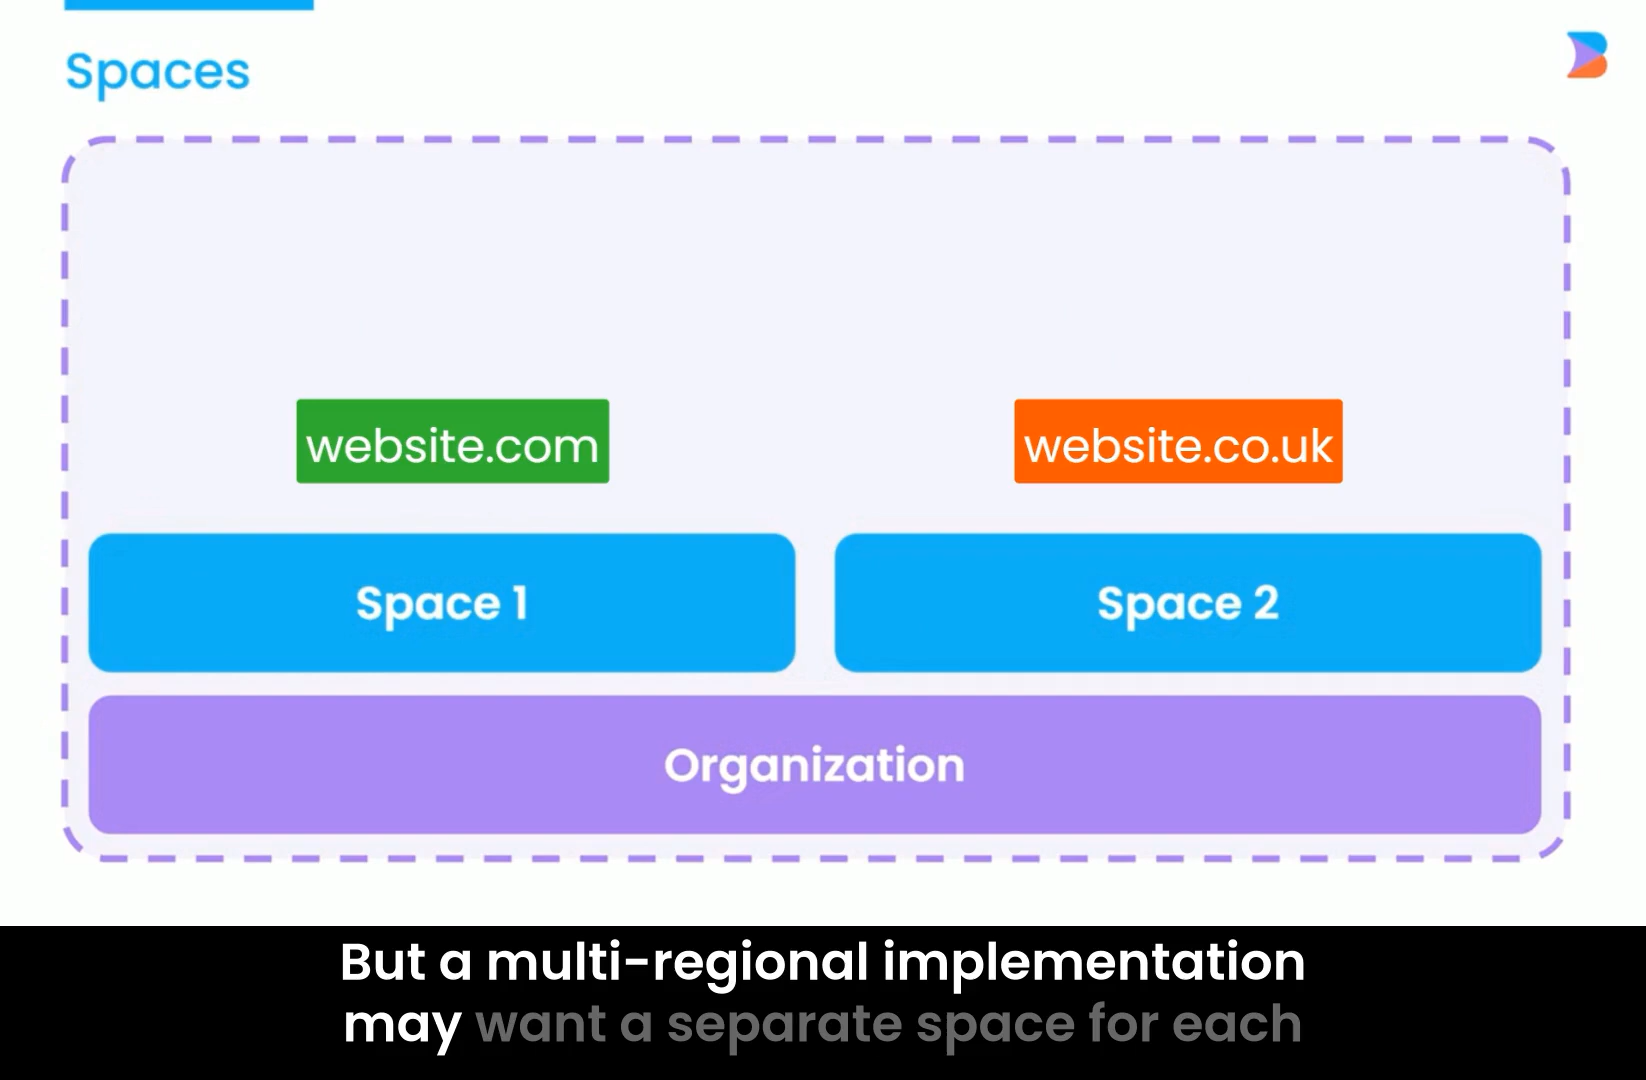 Spaces
website.com
website.co.uk
Space 1
Space 2
Organization
But a multi-regional implementation
may want a separate space for each